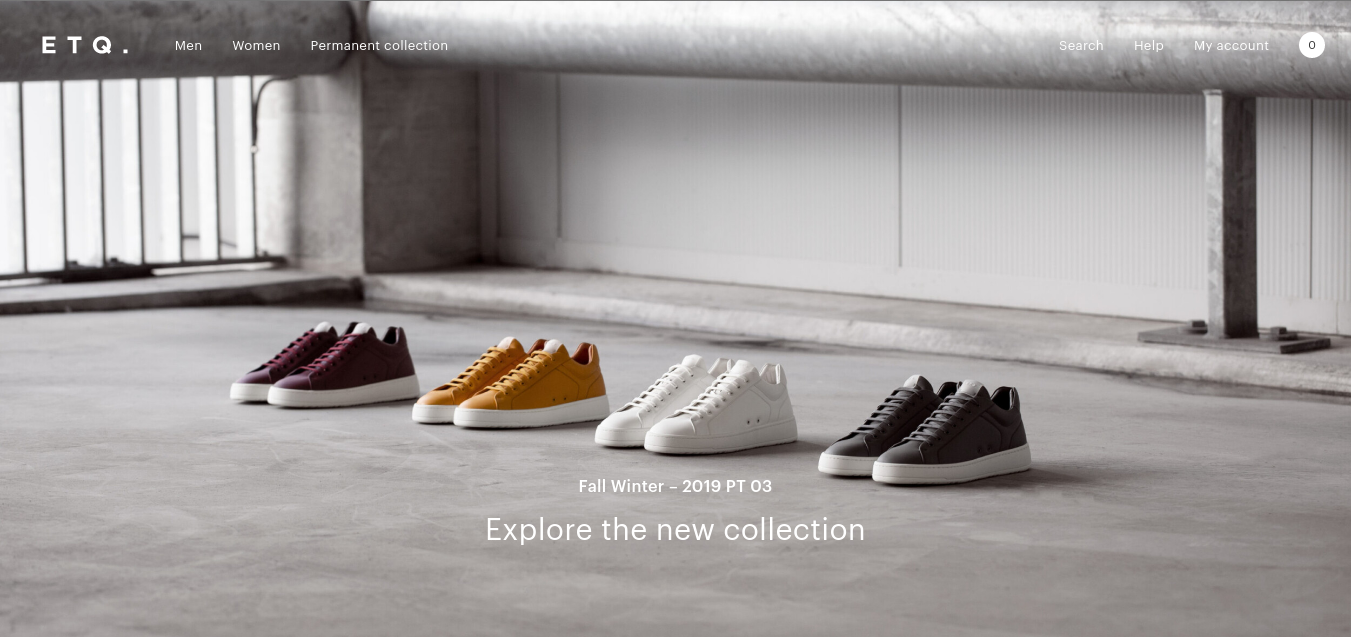 ETQ.
Men
Women
Permanent collection
Search
Help
My account
0
Fall Winter – 2019 PT 03
Explore the new collection